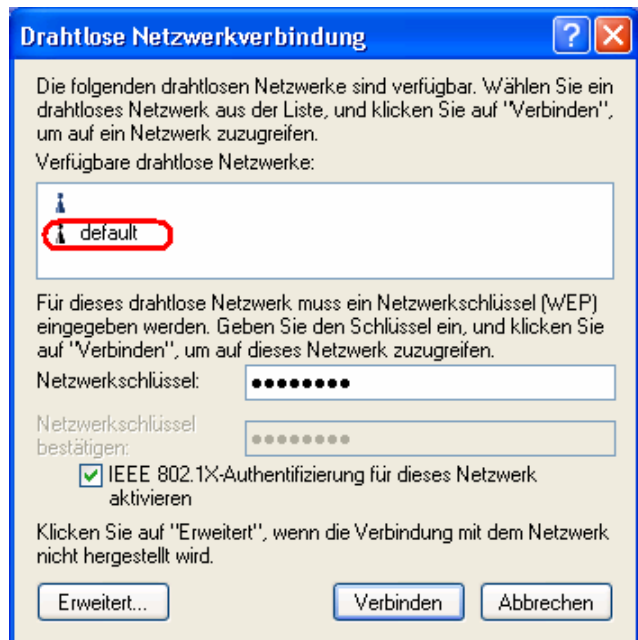 Drahtlose Netzwerkverbindung
Die folgenden drahtlosen Netzwerke sind verfügbar. Wählen Sie ein
drahtloses Netzwerk aus der Liste, und klicken Sie auf "Verbinden",
um auf ein Netzwerk zuzugreifen.
Verfügbare drahtlose Netzwerke:
default
Für dieses drahtlose Netzwerk muss ein Netzwerkschlüssel (WEP)
eingegeben werden. Geben Sie den Schlüssel ein, und klicken Sie
auf "Verbinden", um auf dieses Netzwerk zuzugreifen.
Netzwerkschlüssel: ●●●●●●●●
Netzwerkschlüssel
bestätigen: ●●●●●●●●
IEEE 802.1X-Authentifizierung für dieses Netzwerk
aktivieren
Klicken Sie auf "Erweitert", wenn die Verbindung mit dem Netzwerk
nicht hergestellt wird.
Erweitert... Verbinden Abbrechen